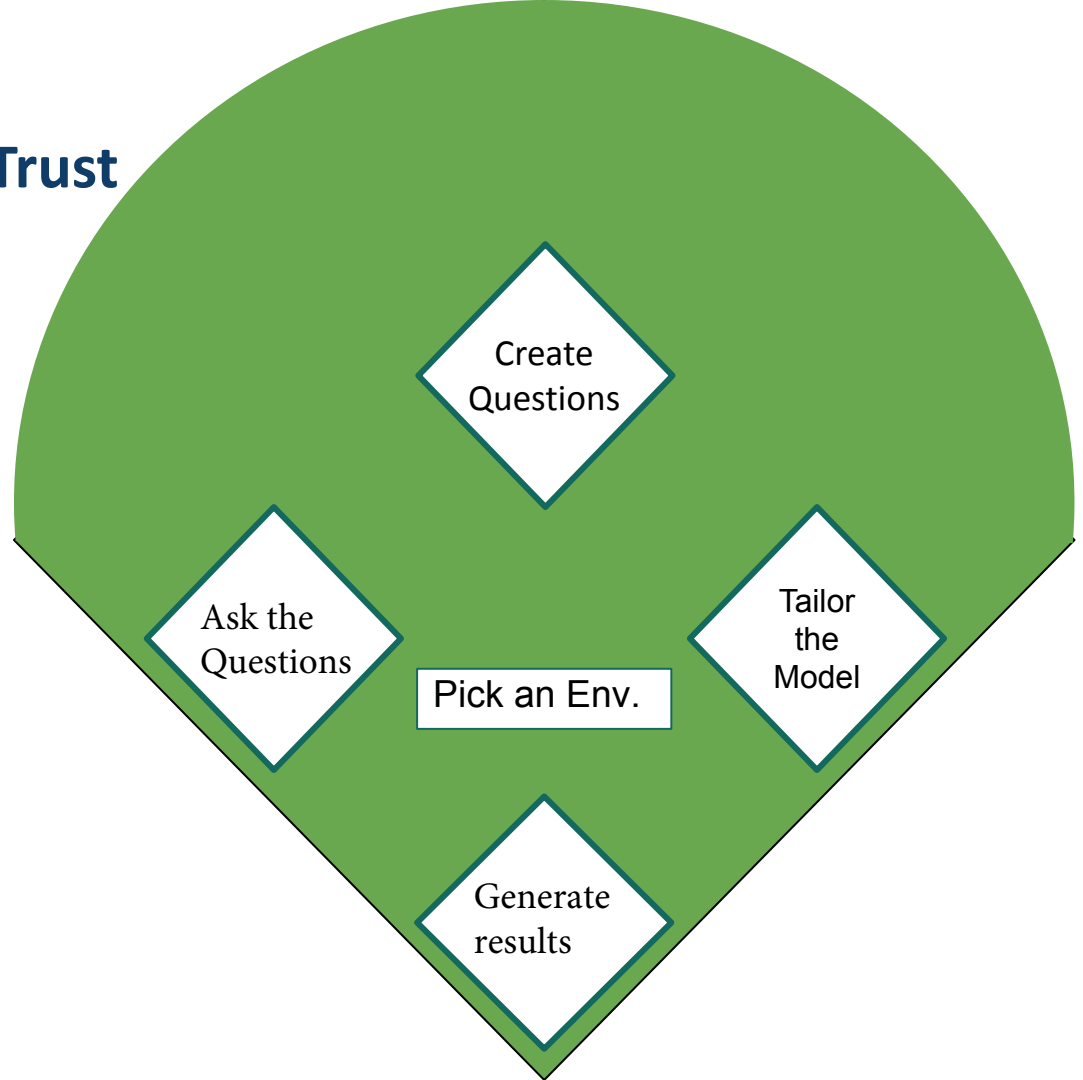 Trust
Create
Questions
Ask the
Questions
Tailor
the
Model
Pick an Env.
Generate
results